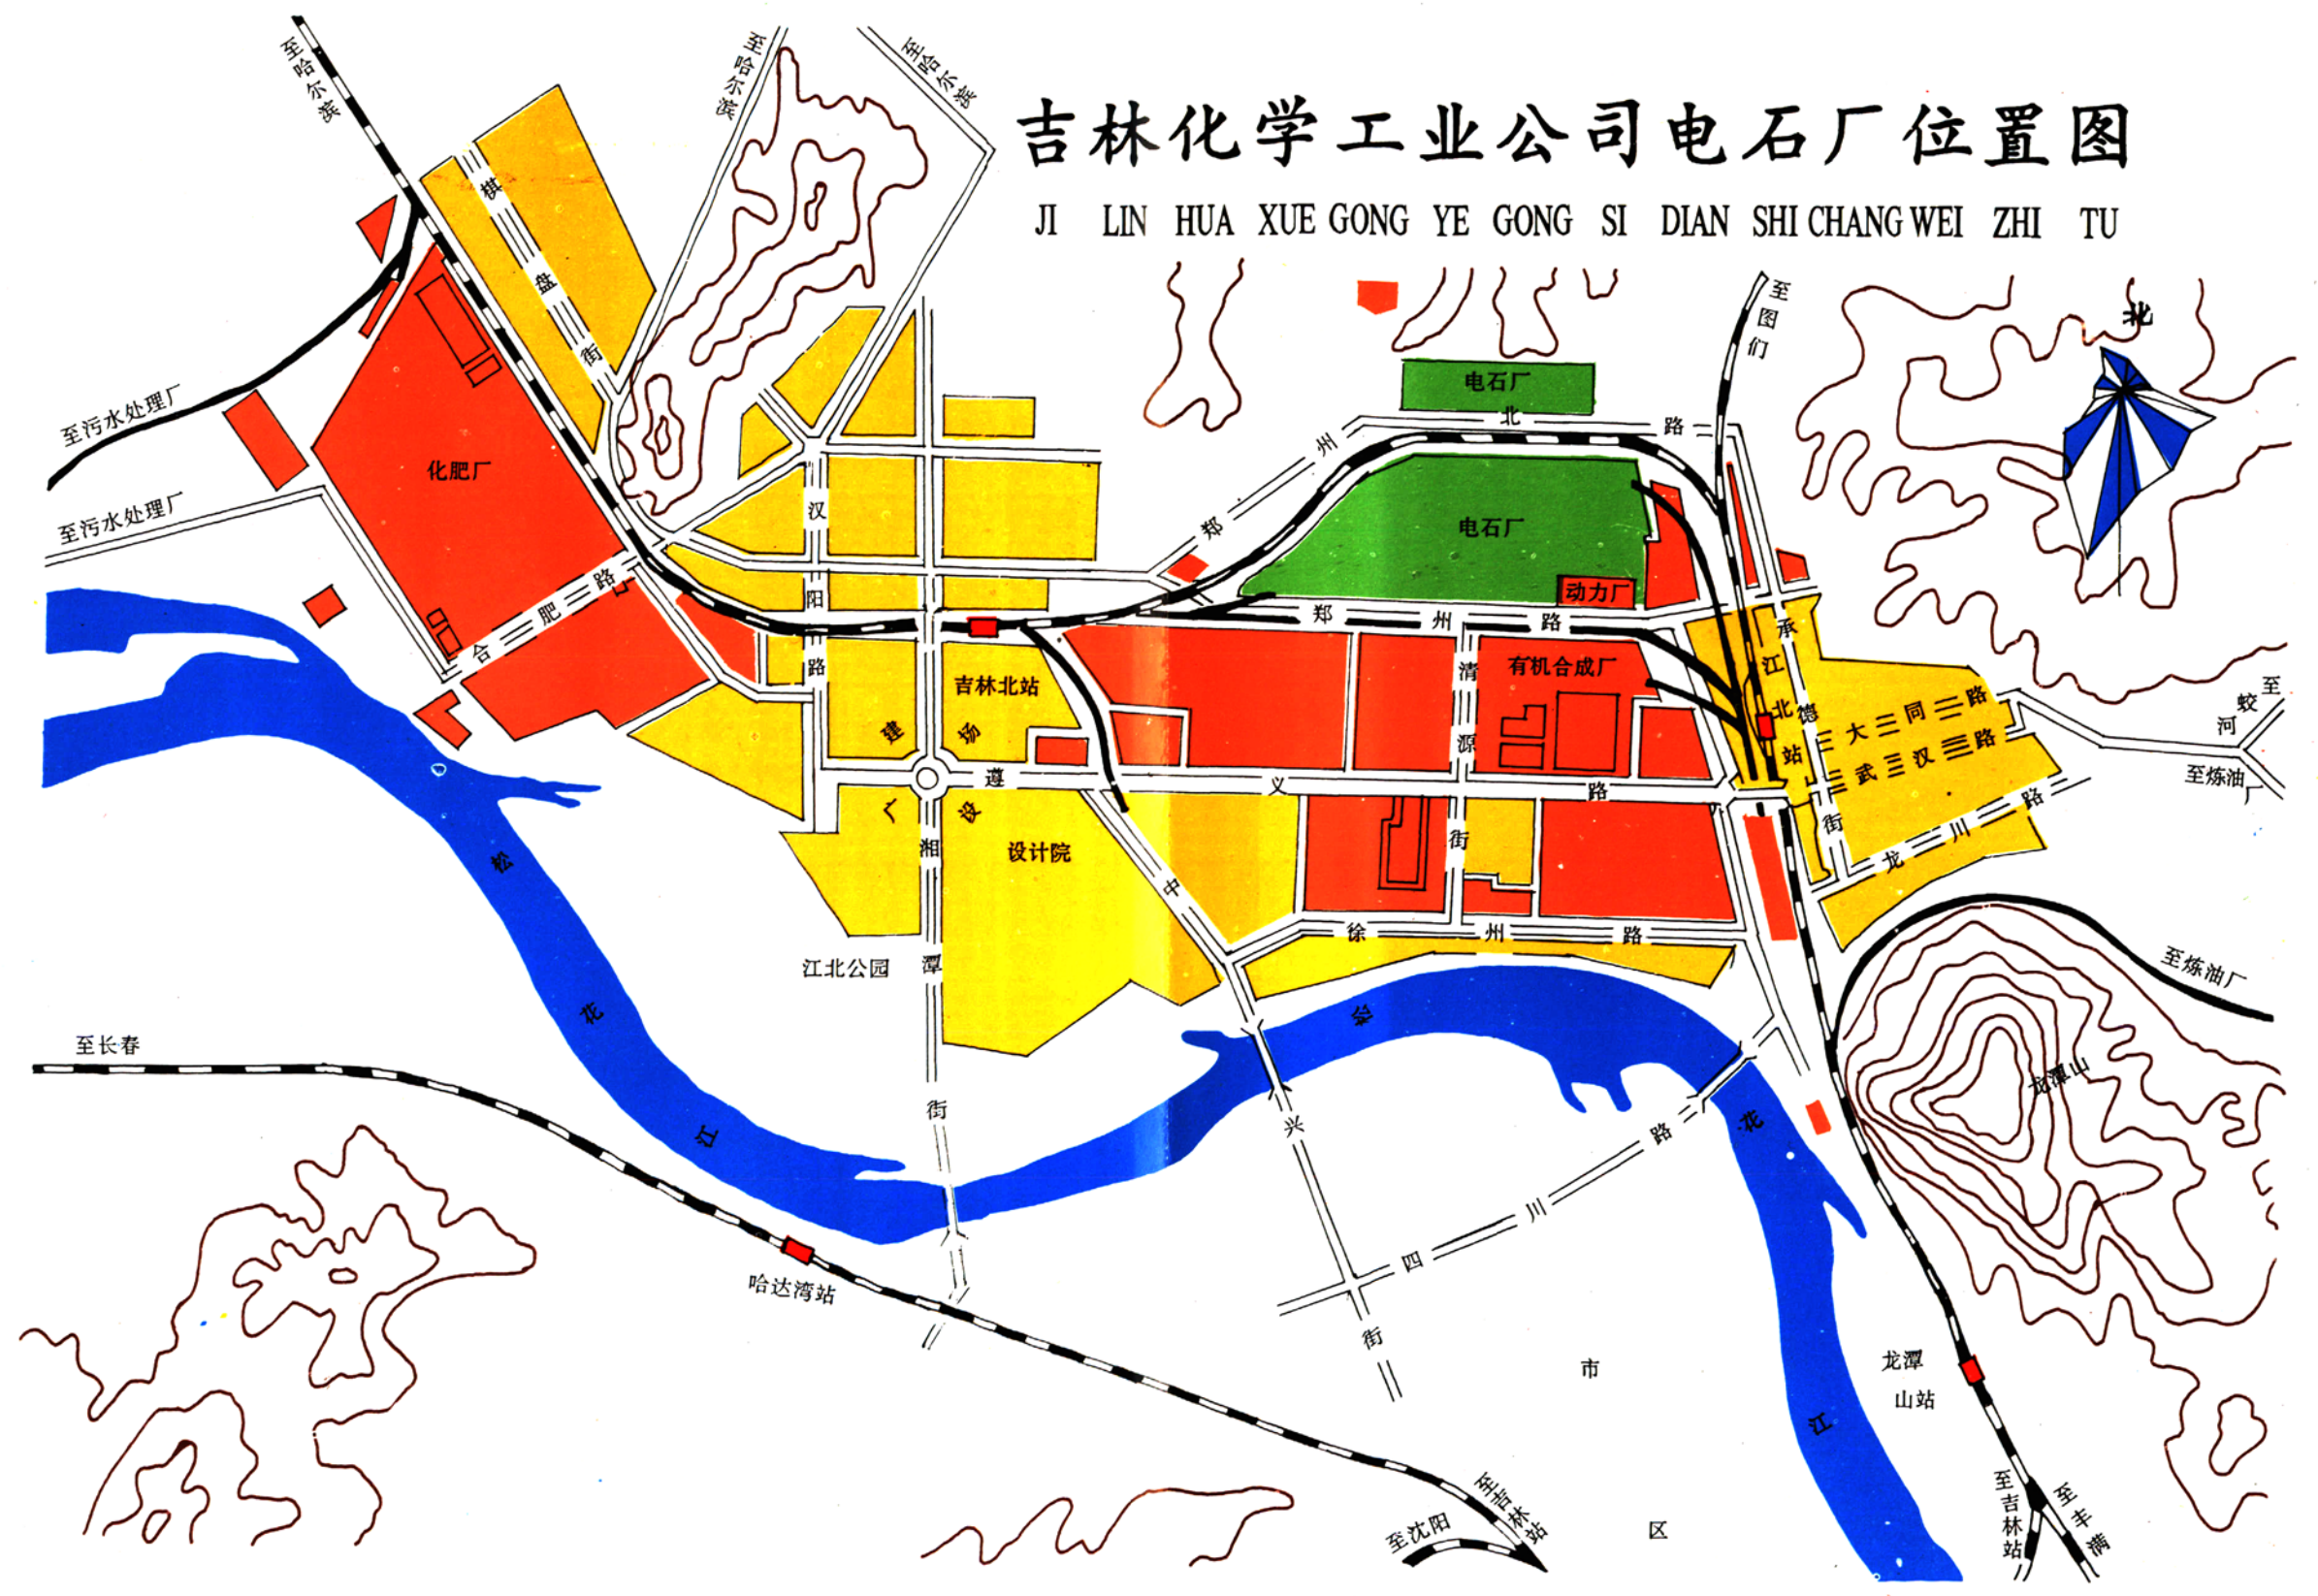 吉林化学工业公司电石厂位置图
JI LIN HUA XUE GONG YE GONG SI DIAN SHI CHANG WEI ZHI TU
至哈尔滨
至哈尔滨
至哈尔滨
至图们
北
棋盘街
电石厂
郑州北路
至污水处理厂
至污水处理厂
化肥厂
汉阳路
电石厂
动力厂
合肥路
郑州路
承德街
江北站
有机合成厂
清源街
吉林北站
建设广场
大同路
武汉路
至蛟河
至炼油厂
遵义路
龙川路
设计院
湘潭街
中兴街
徐州路
江北公园
至炼油厂
松花江
松花江
至长春
龙潭山
四川路
哈达湾站
市区
龙潭山站
至沈阳
至吉林站
至吉林站
至丰满